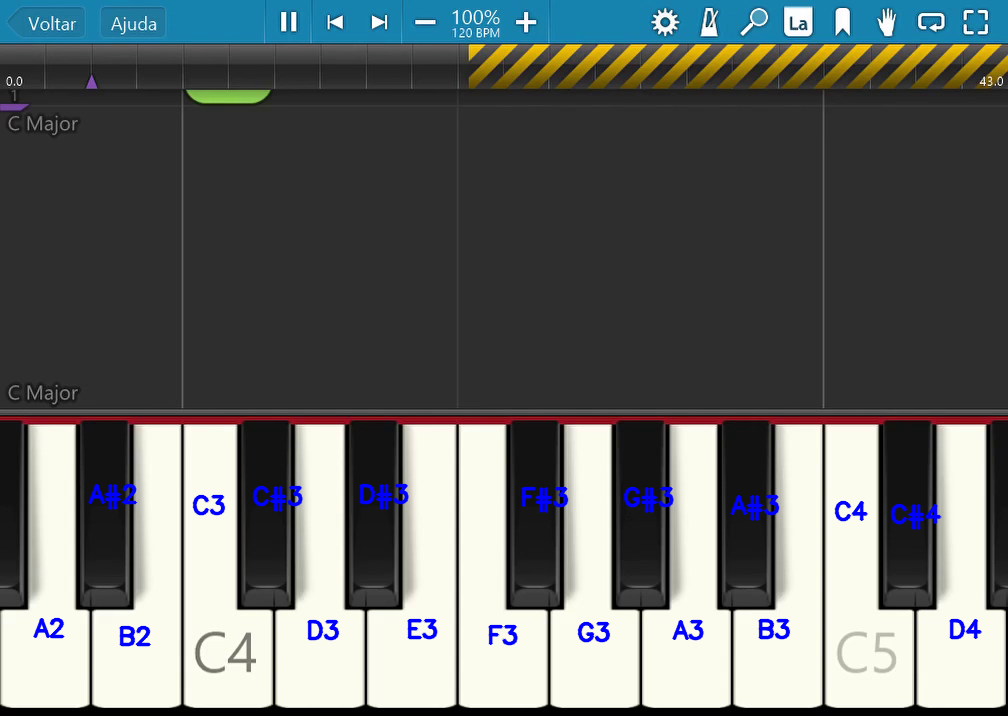 Voltar Ajuda 100% La
120 BPM
0.0 43.0
1
C Major
C Major
A#2 C3 C#3 D#3 F#3 G#3 A#3 C4 C#4
A2 B2 C4 D3 E3 F3 G3 A3 B3 C5 D4